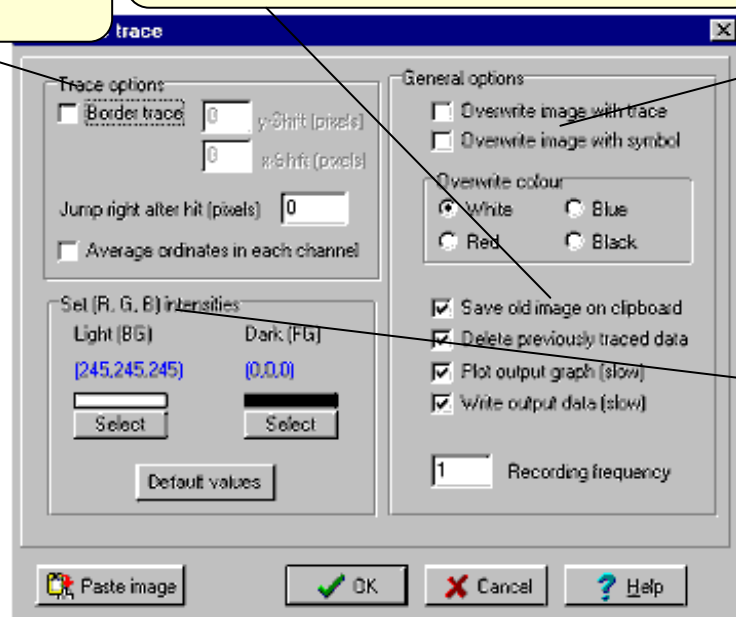 trace
Trace options
Border trace
0
y-Shift (pixels)
0
x-Shift (pixels)
Jump right after hit (pixels)
0
Average ordinates in each channel
Set (R, G, B) intensities
Light (BG)
Dark (FG)
(245,245,245)
(0,0,0)
Select
Select
Default values
General options
Overwrite image with trace
Overwrite image with symbol
Overwrite colour
White
Blue
Red
Black
Save old image on clipboard
Delete previously traced data
Plot output graph (slow)
Write output data (slow)
1
Recording frequency
Paste image
OK
Cancel
Help